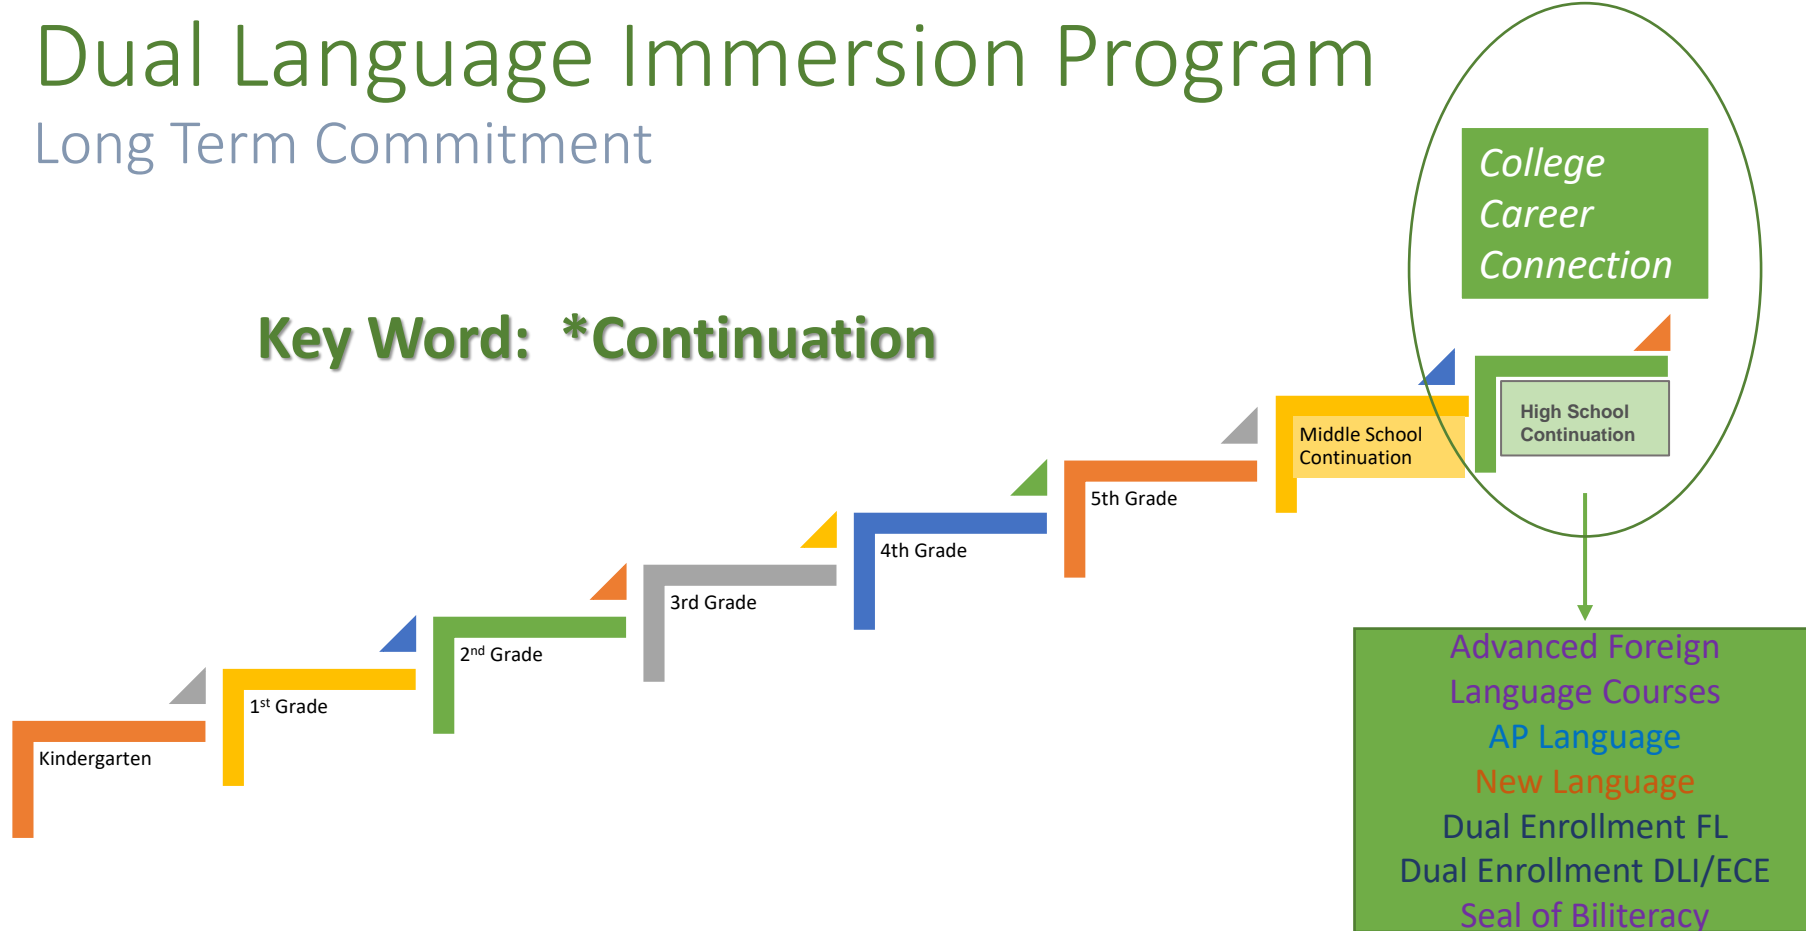 Dual Language Immersion Program
Long Term Commitment
College
Career
Connection
Key Word: *Continuation
High School
Continuation
Middle School
Continuation
5th Grade
4th Grade
3rd Grade
2nd Grade
1st Grade
Kindergarten
Advanced Foreign
Language Courses
AP Language
New Language
Dual Enrollment FL
Dual Enrollment DLI/ECE
Seal of Biliteracy